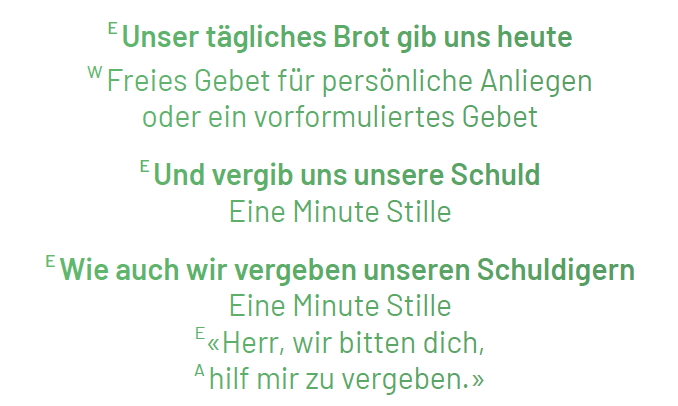 E Unser tägliches Brot gib uns heute
W Freies Gebet für persönliche Anliegen
oder ein vorformuliertes Gebet
E Und vergib uns unsere Schuld
Eine Minute Stille
E Wie auch wir vergeben unseren Schuldigern
Eine Minute Stille
E «Herr, wir bitten dich,
A hilf mir zu vergeben.»